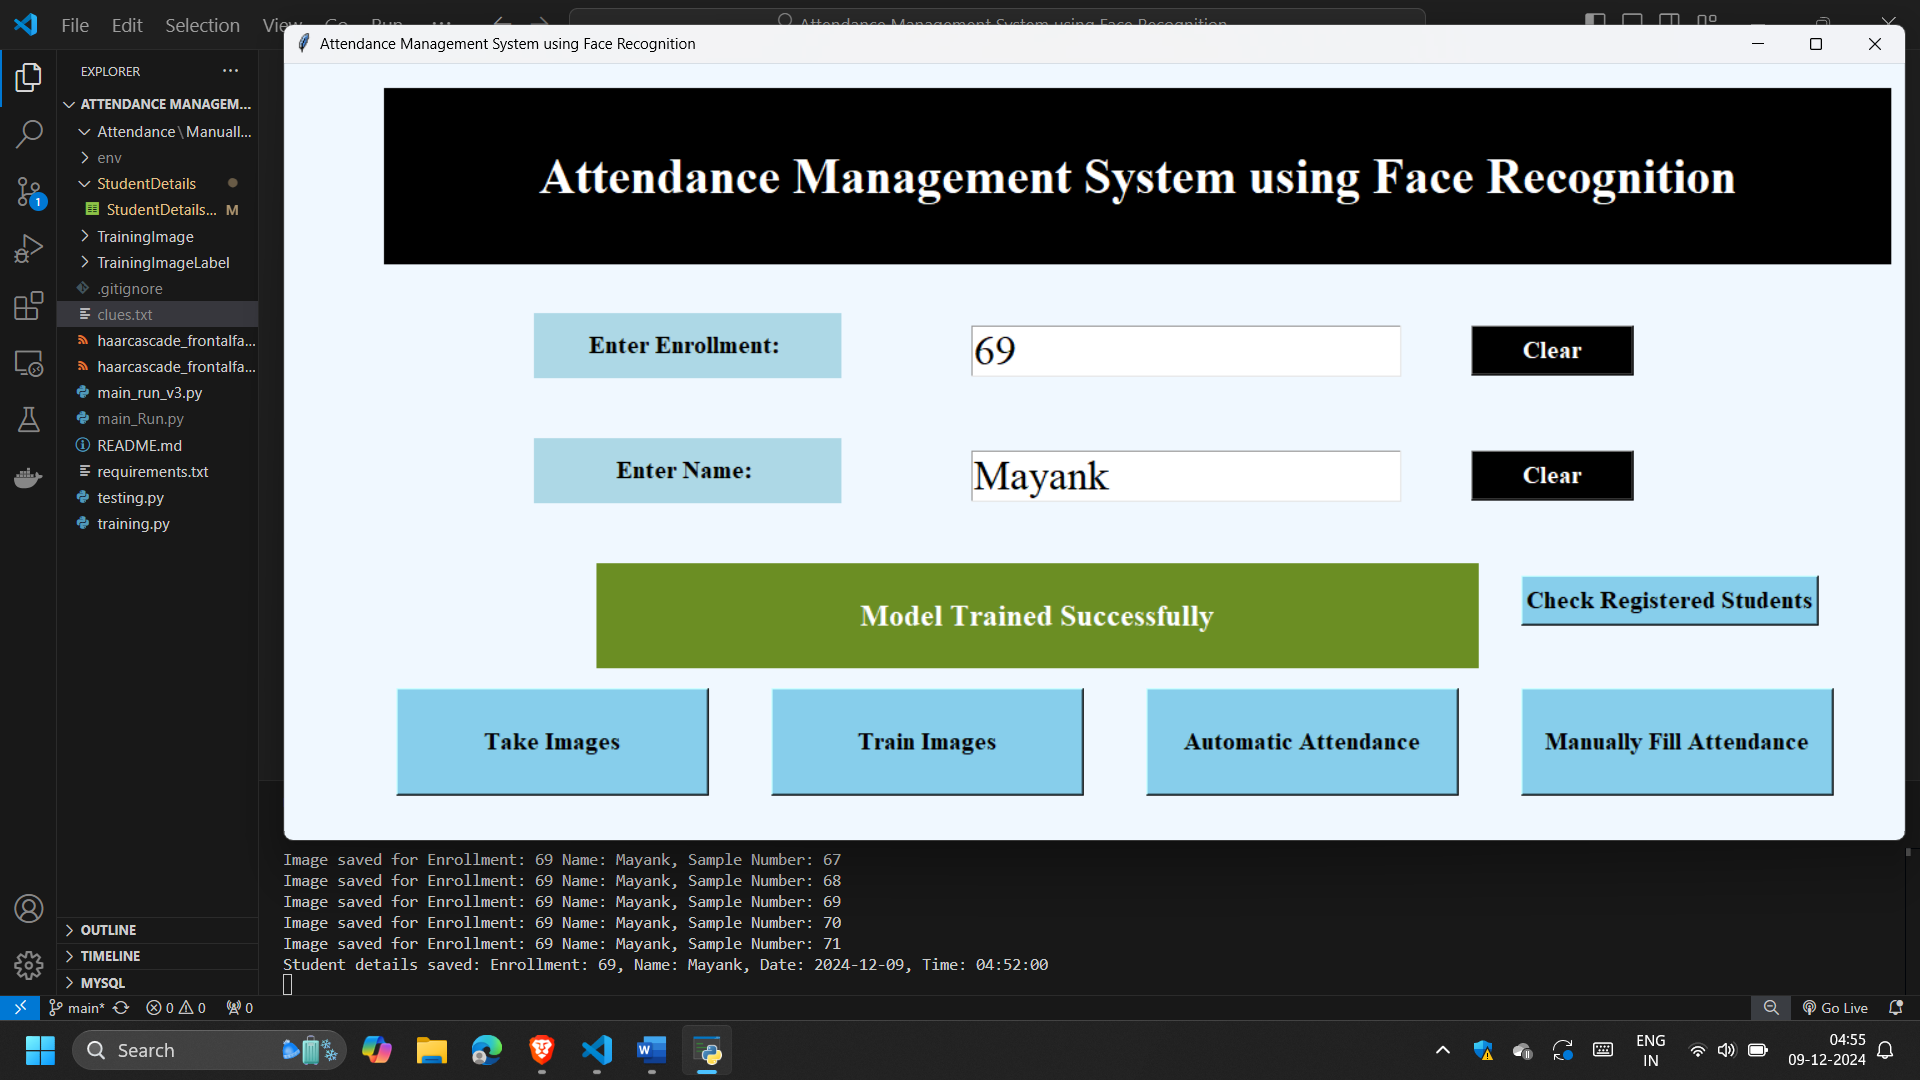 File Edit Selection View Go Run ...
Attendance Management System using Face Recognition
Attendance Management System using Face Recognition
EXPLORER
ATTENDANCE MANAGEM...
Attendance\Manuall...
env
StudentDetails
StudentDetails... M
TrainingImage
TrainingImageLabel
.gitignore
clues.txt
haarcascade_frontalfa...
haarcascade_frontalfa...
main_run_v3.py
main_Run.py
README.md
requirements.txt
testing.py
training.py
1
OUTLINE
TIMELINE
MYSQL
Attendance Management System using Face Recognition
Enter Enrollment: 69 Clear
Enter Name: Mayank Clear
Model Trained Successfully
Check Registered Students
Take Images Train Images Automatic Attendance Manually Fill Attendance
Image saved for Enrollment: 69 Name: Mayank, Sample Number: 67
Image saved for Enrollment: 69 Name: Mayank, Sample Number: 68
Image saved for Enrollment: 69 Name: Mayank, Sample Number: 69
Image saved for Enrollment: 69 Name: Mayank, Sample Number: 70
Image saved for Enrollment: 69 Name: Mayank, Sample Number: 71
Student details saved: Enrollment: 69, Name: Mayank, Date: 2024-12-09, Time: 04:52:00
main* 0 0 0 Go Live
Search
ENG
IN
04:55
09-12-2024